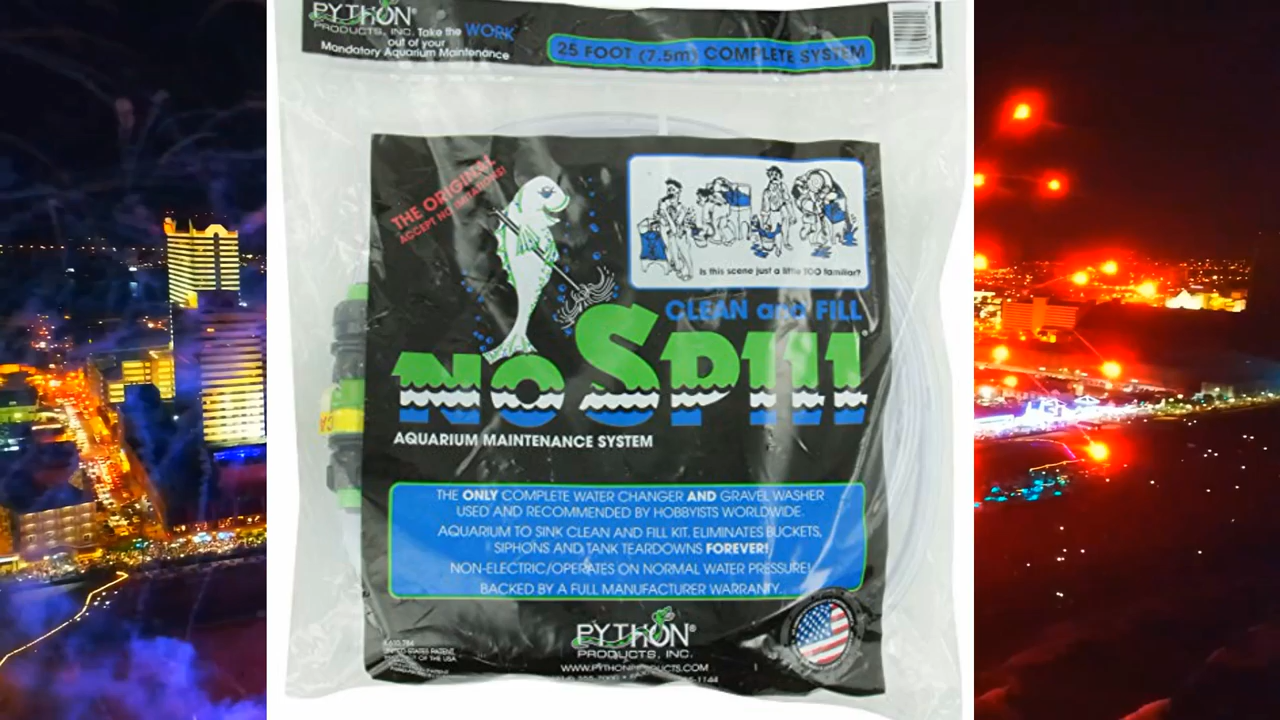 PYTHON®
PRODUCTS, INC.
Take the WORK
out of your
Mandatory Aquarium Maintenance
25 FOOT (7.5m) COMPLETE SYSTEM
THE ORIGINAL
ACCEPT NO IMITATIONS!
Is this scene just a little TOO familiar?
CLEAN and FILL
NO SPILL®
AQUARIUM MAINTENANCE SYSTEM
THE ONLY COMPLETE WATER CHANGER AND GRAVEL WASHER
USED AND RECOMMENDED BY HOBBYISTS WORLDWIDE.
AQUARIUM TO SINK CLEAN AND FILL KIT. ELIMINATES BUCKETS,
SIPHONS AND TANK TEARDOWNS FOREVER!
NON-ELECTRIC/OPERATES ON NORMAL WATER PRESSURE!
BACKED BY A FULL MANUFACTURER WARRANTY.
PYTHON®
PRODUCTS, INC.
WWW.PYTHONPRODUCTS.COM
UNITED STATES PATENT